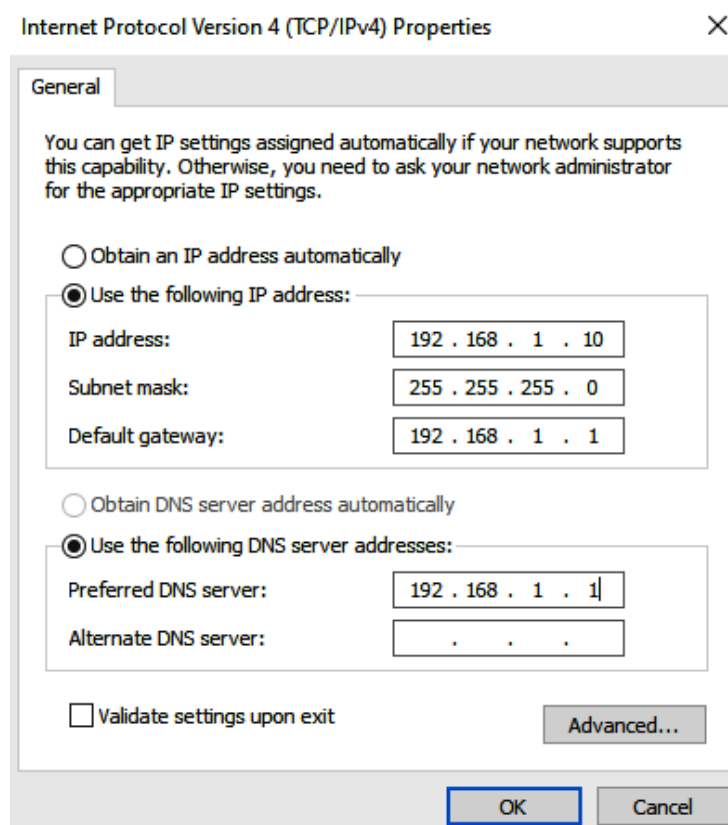 Internet Protocol Version 4 (TCP/IPv4) Properties
General
You can get IP settings assigned automatically if your network supports
this capability. Otherwise, you need to ask your network administrator
for the appropriate IP settings.
Obtain an IP address automatically
Use the following IP address:
IP address: 192 . 168 . 1 . 10
Subnet mask: 255 . 255 . 255 . 0
Default gateway: 192 . 168 . 1 . 1
Obtain DNS server address automatically
Use the following DNS server addresses:
Preferred DNS server: 192 . 168 . 1 . 1
Alternate DNS server: . . .
Validate settings upon exit
Advanced...
OK Cancel